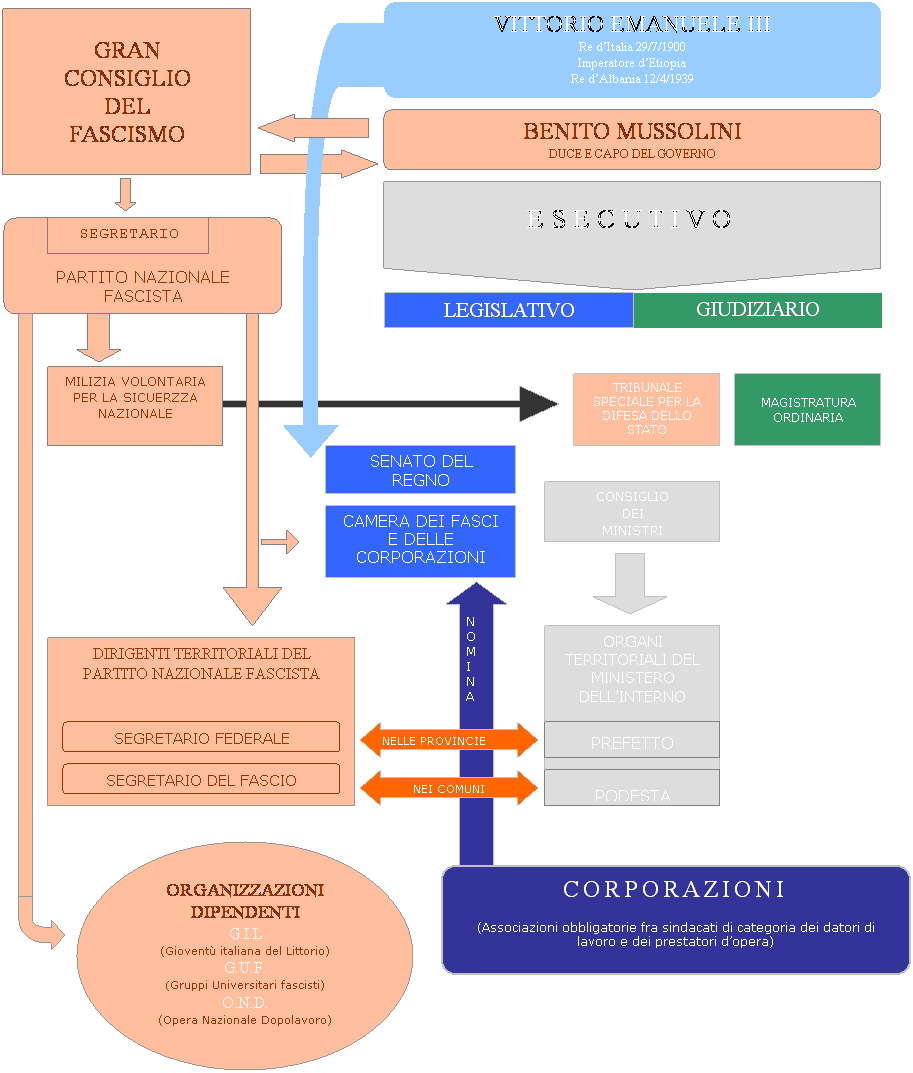 GRAN
CONSIGLIO
DEL
FASCISMO
VITTORIO EMANUELE III
Re d'Italia 29/7/1900
Imperatore d'Etiopia
Re d'Albania 12/4/1939
BENITO MUSSOLINI
DUCE E CAPO DEL GOVERNO
ESECUTIVO
SEGRETARIO
PARTITO NAZIONALE
FASCISTA
LEGISLATIVO
GIUDIZIARIO
MILIZIA VOLONTARIA
PER LA SICUERZZA
NAZIONALE
TRIBUNALE
SPECIALE PER LA
DIFESA DELLO
STATO
MAGISTRATURA
ORDINARIA
SENATO DEL
REGNO
CAMERA DEI FASCI
E DELLE
CORPORAZIONI
CONSIGLIO
DEI
MINISTRI
NOMINA
DIRIGENTI TERRITORIALI DEL
PARTITO NAZIONALE FASCISTA
SEGRETARIO FEDERALE
SEGRETARIO DEL FASCIO
ORGANI
TERRITORIALI DEL
MINISTERO
DELL'INTERNO
NELLE PROVINCIE
PREFETTO
NEI COMUNI
PODESTA
ORGANIZZAZIONI
DIPENDENTI
G.I.L
(Gioventù italiana del Littorio)
G.U.F.
(Gruppi Universitari fascisti)
O.N.D.
(Opera Nazionale Dopolavoro)
CORPORAZIONI
(Associazioni obbligatorie fra sindacati di categoria dei datori di
lavoro e dei prestatori d'opera)